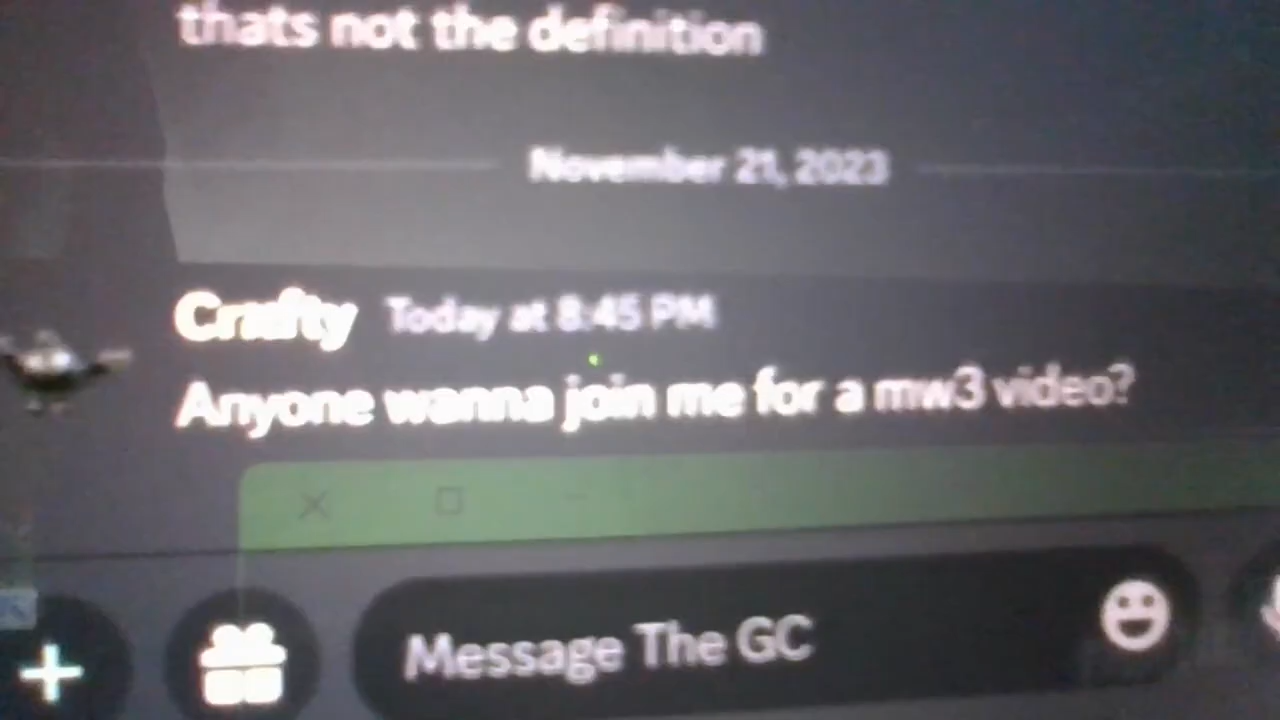 thats not the definition
November 21, 2023
Crafty Today at 8:45 PM
Anyone wanna join me for a mw3 video?
Message The GC